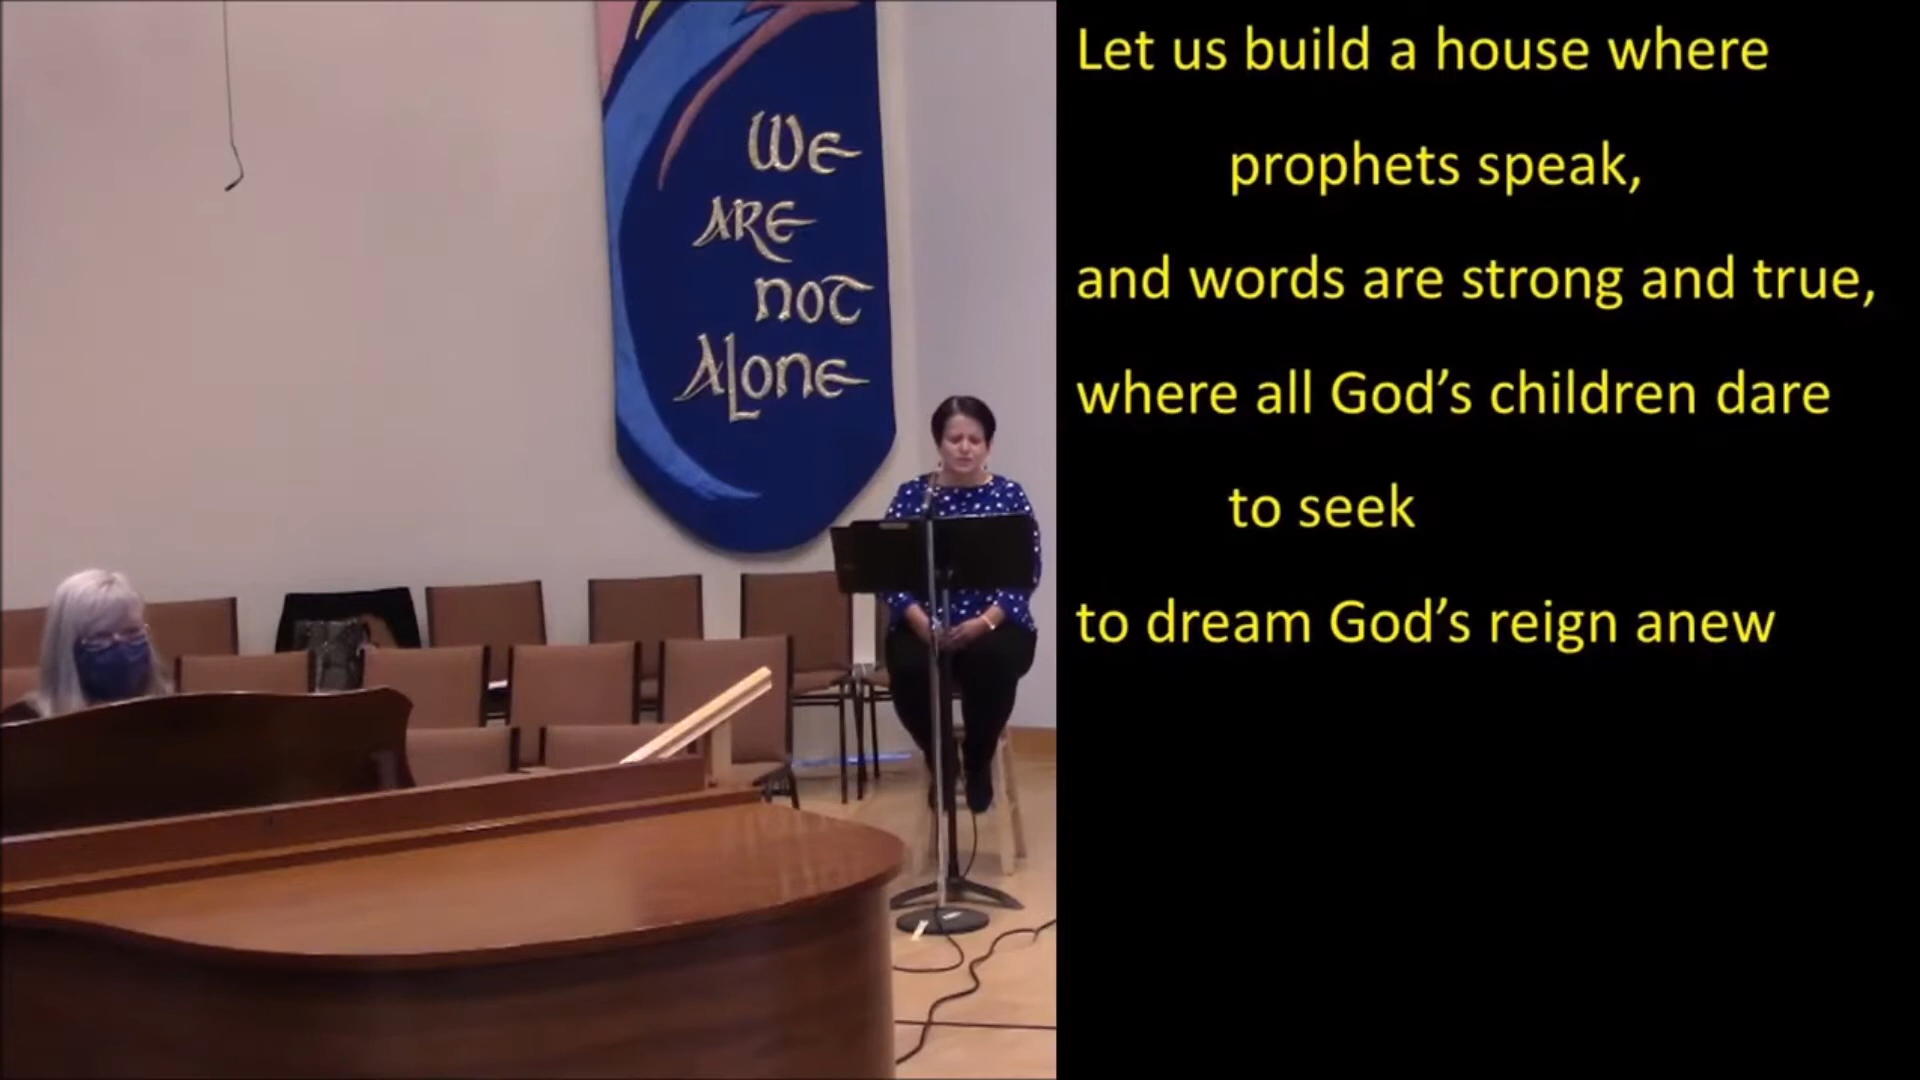 We
are
not
Alone
Let us build a house where
prophets speak,
and words are strong and true,
where all God’s children dare
to seek
to dream God’s reign anew